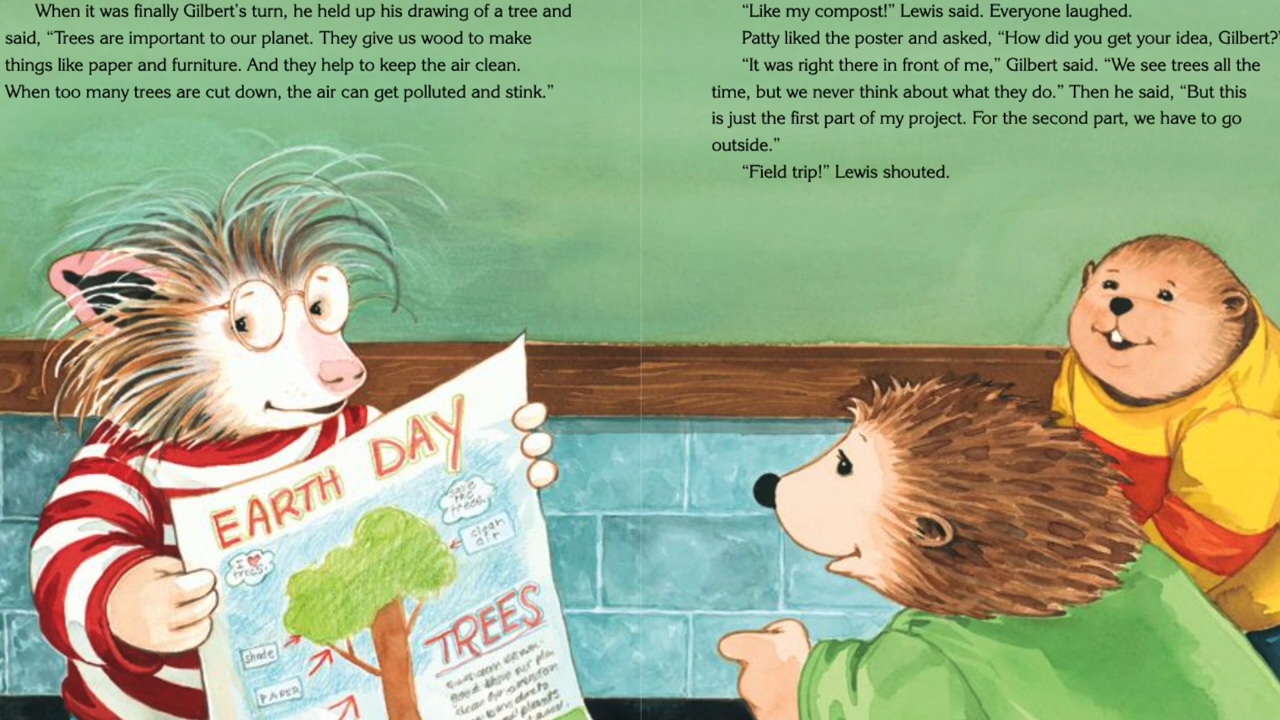 When it was finally Gilbert’s turn, he held up his drawing of a tree and
said, “Trees are important to our planet. They give us wood to make
things like paper and furniture. And they help to keep the air clean.
When too many trees are cut down, the air can get polluted and stink.”
“Like my compost!” Lewis said. Everyone laughed.
Patty liked the poster and asked, “How did you get your idea, Gilbert?”
“It was right there in front of me,” Gilbert said. “We see trees all the
time, but we never think about what they do.” Then he said, “But this
is just the first part of my project. For the second part, we have to go
outside.”
“Field trip!” Lewis shouted.
EARTH DAY
save
the
trees.
clean
air
I ♥
trees.
shade
PAPER
TREES